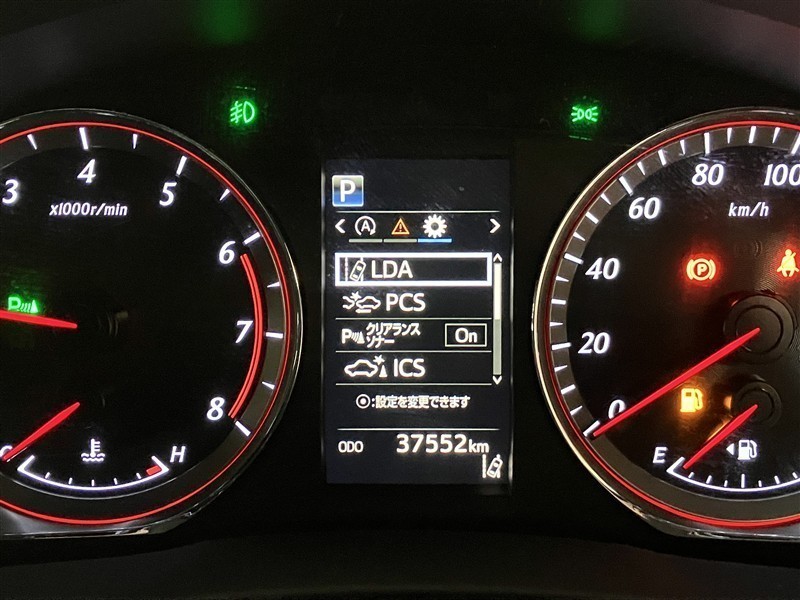 3 4 5 6 7 8
x1000r/min
P
C H
P
A
LDA
PCS
P クリアランス
ソナー On
ICS
:設定を変更できます
ODO 37552km
0 20 40 60 80 100
km/h
P
E